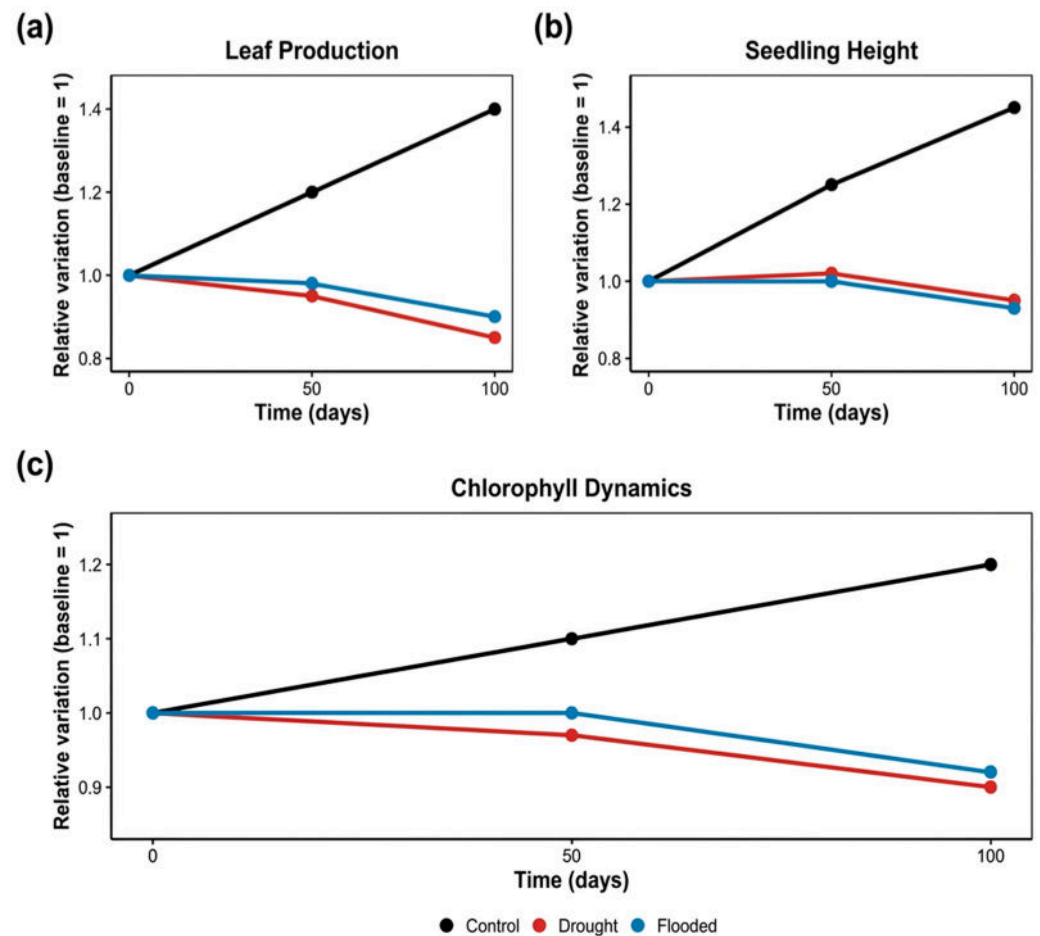 (a)
Leaf Production
Relative variation (baseline = 1)
1.4
1.2
1.0
0.8
0
50
100
Time (days)
(b)
Seedling Height
Relative variation (baseline = 1)
1.4
1.2
1.0
0.8
0
50
100
Time (days)
(c)
Chlorophyll Dynamics
Relative variation (baseline = 1)
1.2
1.1
1.0
0.9
0
50
100
Time (days)
Control Drought Flooded